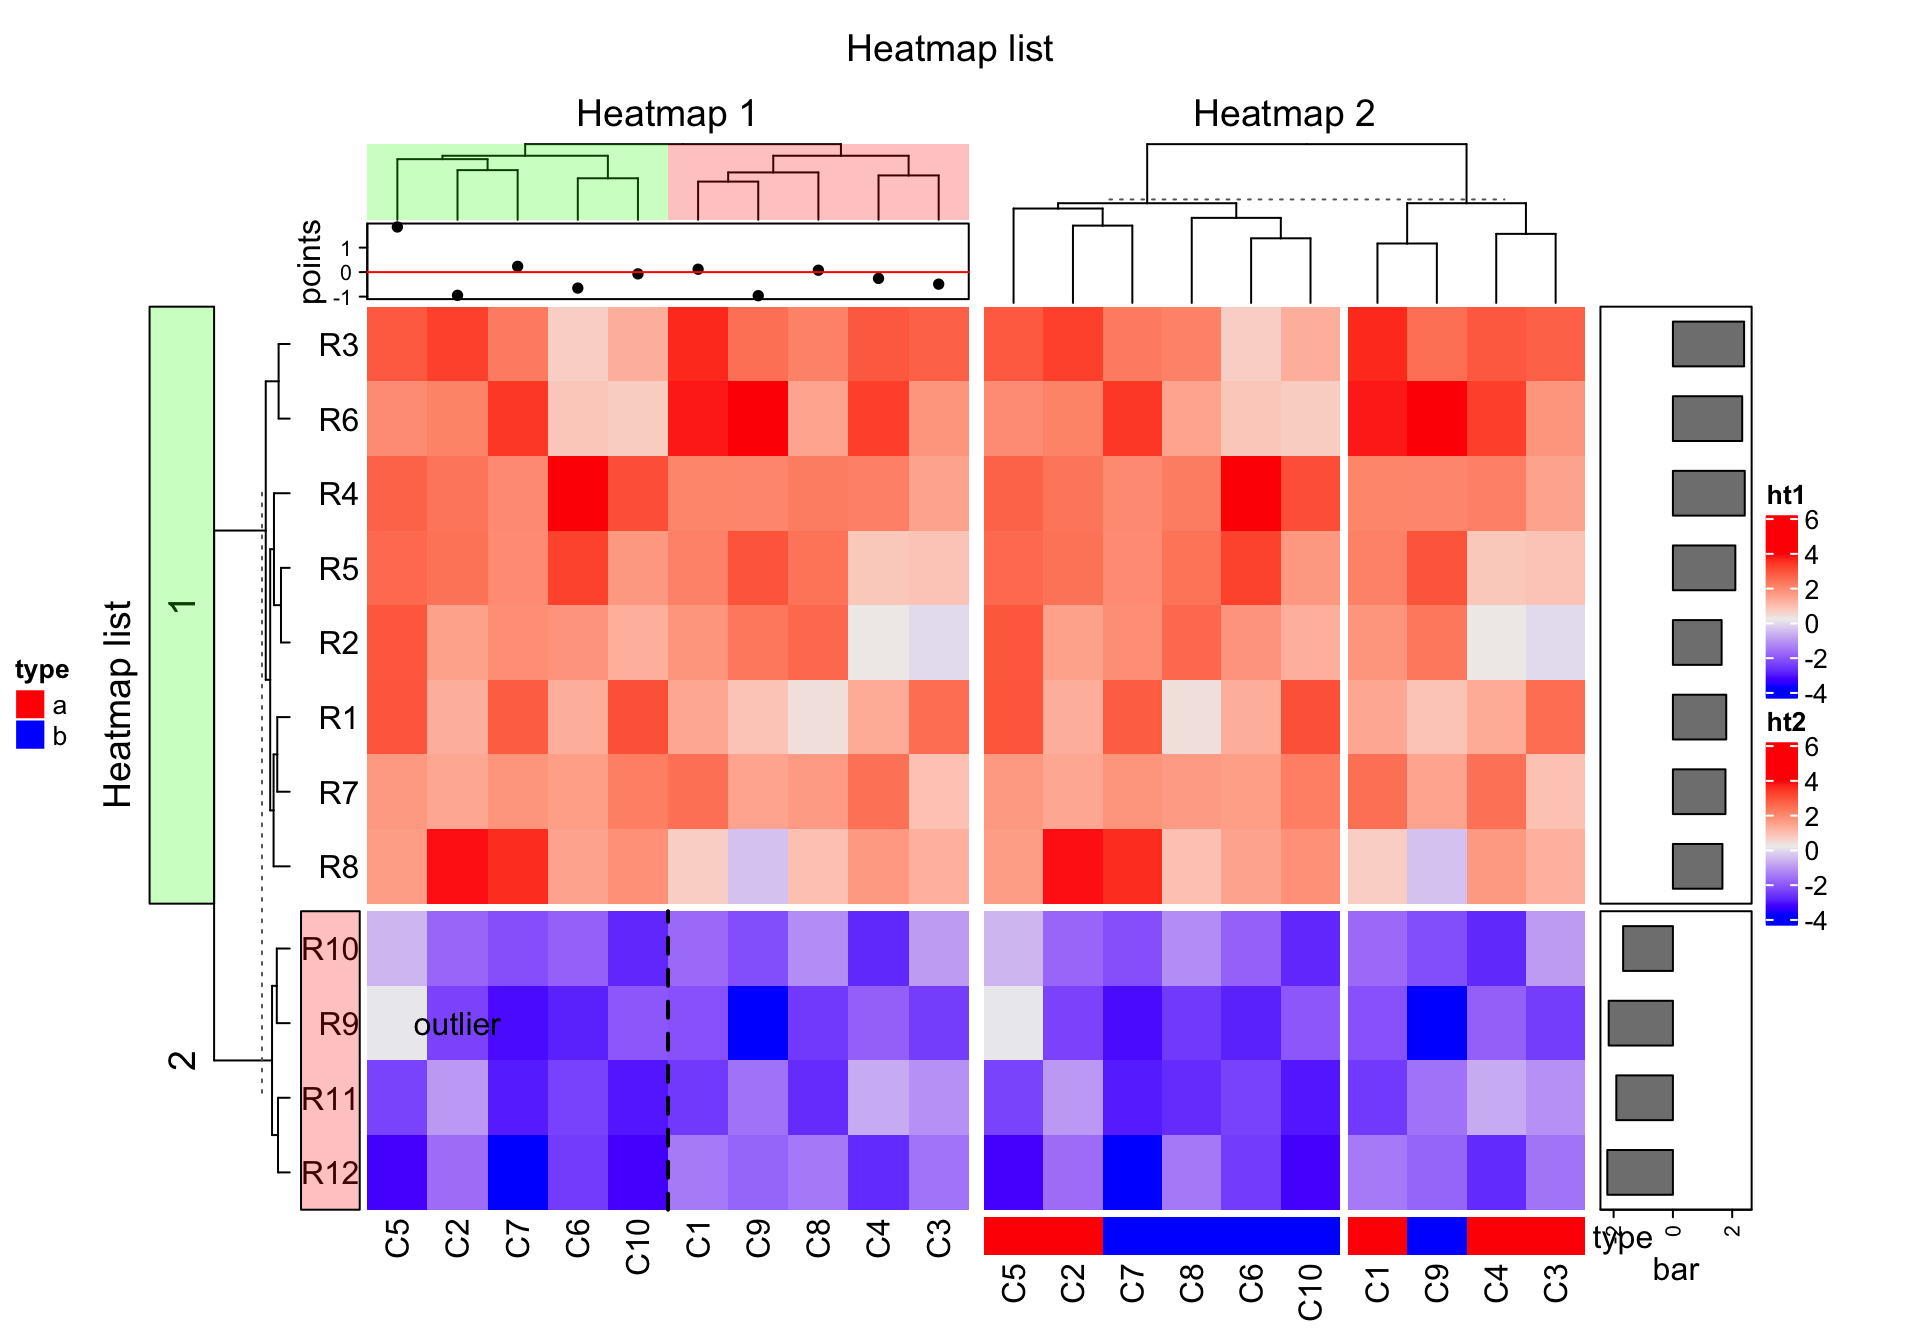 Heatmap list
Heatmap 1
Heatmap 2
points
1
0
-1
Heatmap list
1
2
type
a
b
R3
R6
R4
R5
R2
R1
R7
R8
R10
R9
R11
R12
outlier
C5 C2 C7 C6 C10 C1 C9 C8 C4 C3
C5 C2 C7 C8 C6 C10 C1 C9 C4 C3
type
-2 0 2
bar
ht1
6
4
2
0
-2
-4
ht2
6
4
2
0
-2
-4